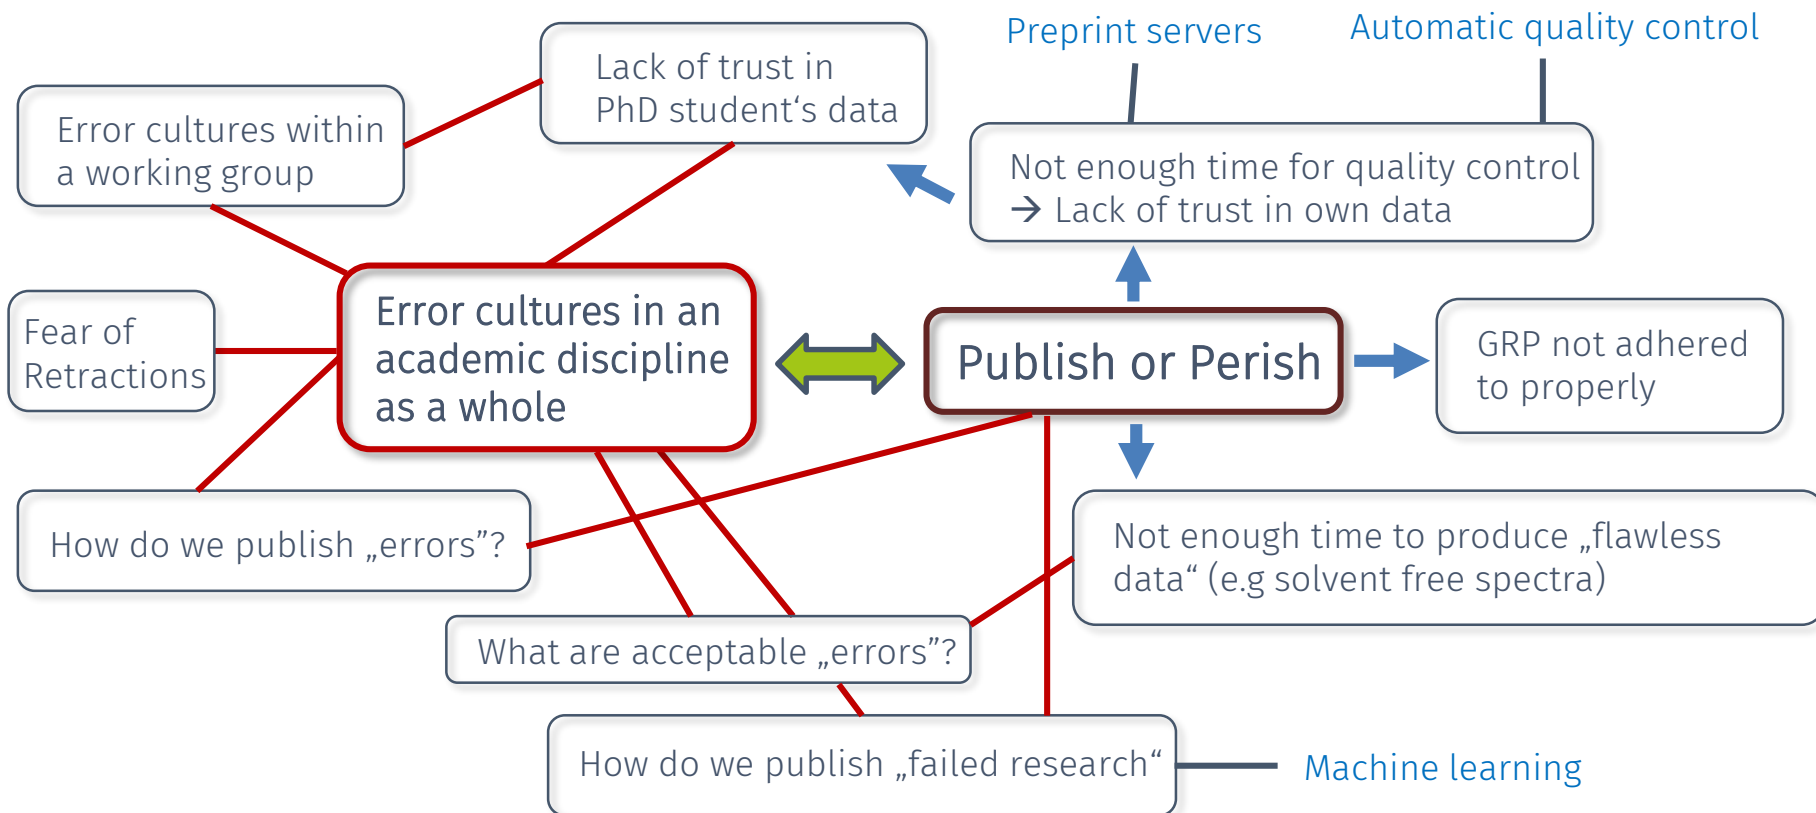 Preprint servers
Automatic quality control
Lack of trust in
PhD student‘s data
Error cultures within
a working group
Not enough time for quality control
→ Lack of trust in own data
Error cultures in an
academic discipline
as a whole
Fear of
Retractions
Publish or Perish
GRP not adhered
to properly
How do we publish „errors”?
Not enough time to produce „flawless
data“ (e.g solvent free spectra)
What are acceptable „errors”?
How do we publish „failed research“
Machine learning